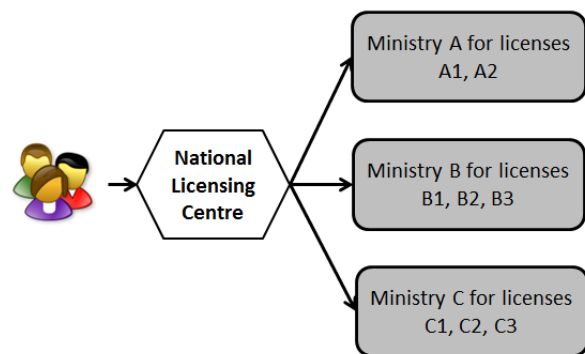 Ministry A for licenses
A1, A2
National
Licensing
Centre
Ministry B for licenses
B1, B2, B3
Ministry C for licenses
C1, C2, C3